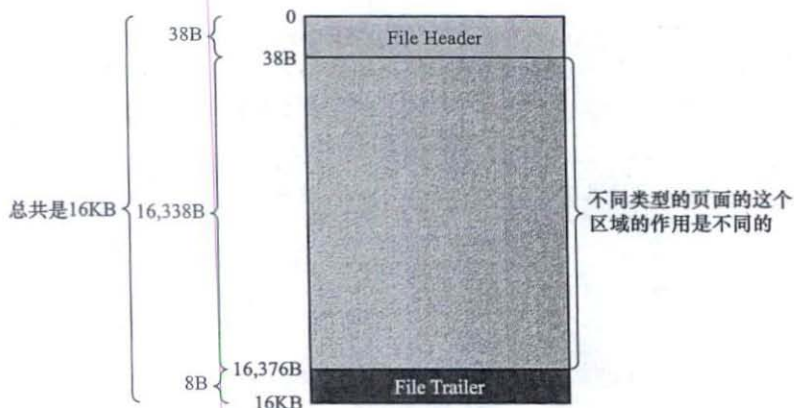 0
38B
File Header
38B
总共是16KB
16,338B
不同类型的页面的这个
区域的作用是不同的
16,376B
8B
File Trailer
16KB